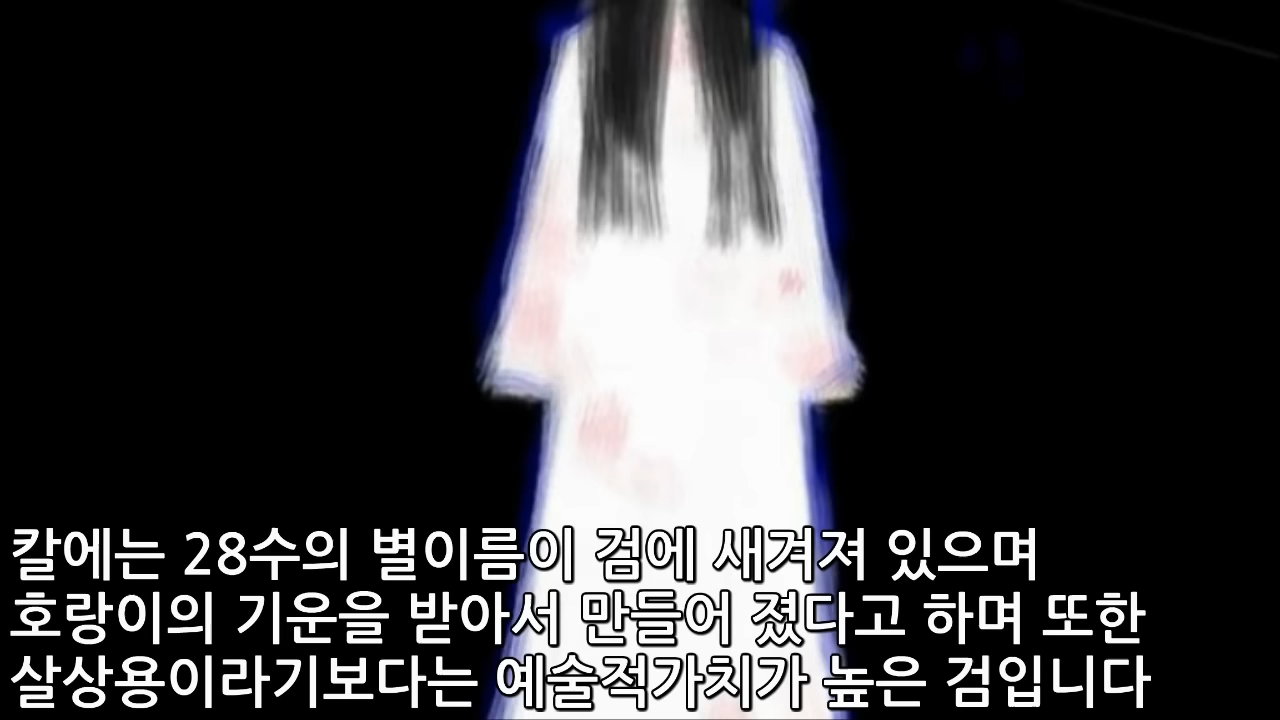 칼에는 28수의 별이름이 검에 새겨져 있으며
호랑이의 기운을 받아서 만들어 졌다고 하며 또한
살상용이라기보다는 예술적가치가 높은 검입니다